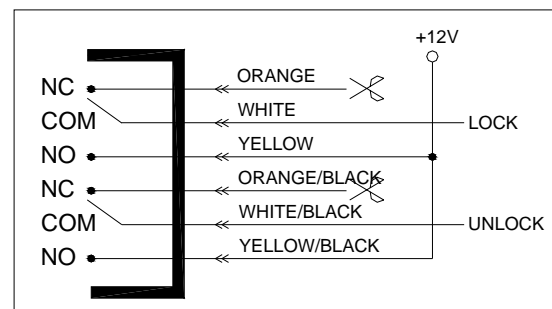 +12V
NC ORANGE
COM WHITE LOCK
NO YELLOW
NC ORANGE/BLACK
COM WHITE/BLACK UNLOCK
NO YELLOW/BLACK